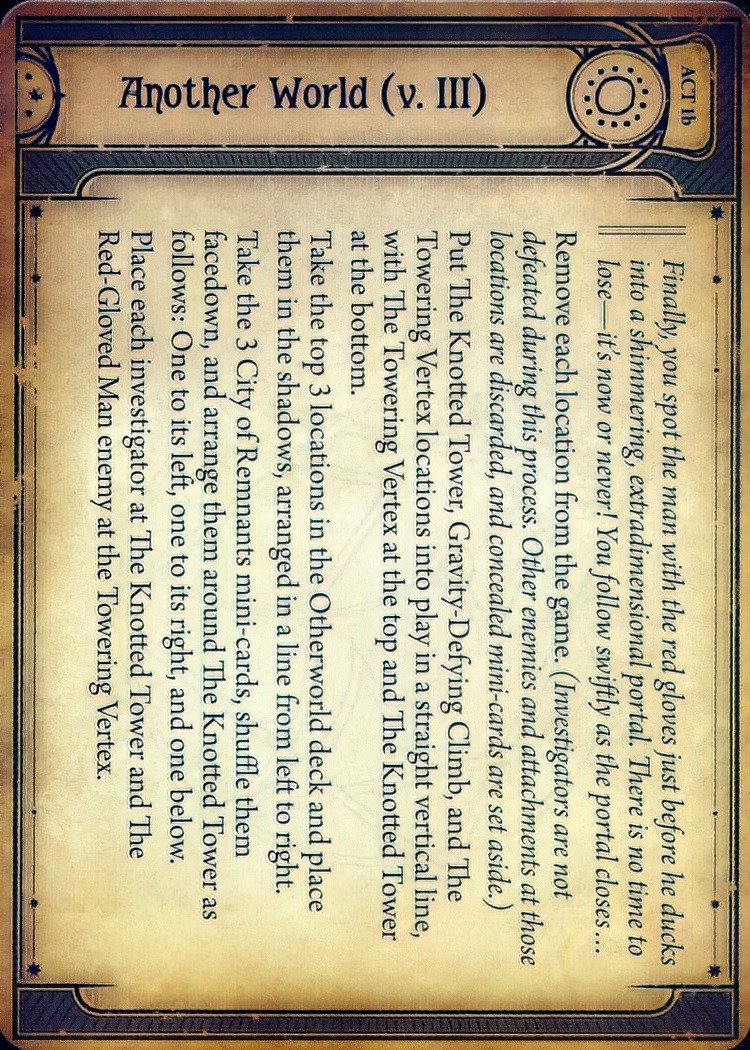 ACT 1b
Another World (v. III)
Finally, you spot the man with the red gloves just before he ducks
into a shimmering, extradimensional portal. There is no time to
lose—it's now or never! You follow swiftly as the portal closes…
Remove each location from the game. (Investigators are not
defeated during this process. Other enemies and attachments at those
locations are discarded, and concealed mini-cards are set aside.)
Put The Knotted Tower, Gravity-Defying Climb, and The
Towering Vertex locations into play in a straight vertical line,
with The Towering Vertex at the top and The Knotted Tower
at the bottom.
Take the top 3 locations in the Otherworld deck and place
them in the shadows, arranged in a line from left to right.
Take the 3 City of Remnants mini-cards, shuffle them
facedown, and arrange them around The Knotted Tower as
follows: One to its left, one to its right, and one below.
Place each investigator at The Knotted Tower and The
Red-Gloved Man enemy at the Towering Vertex.